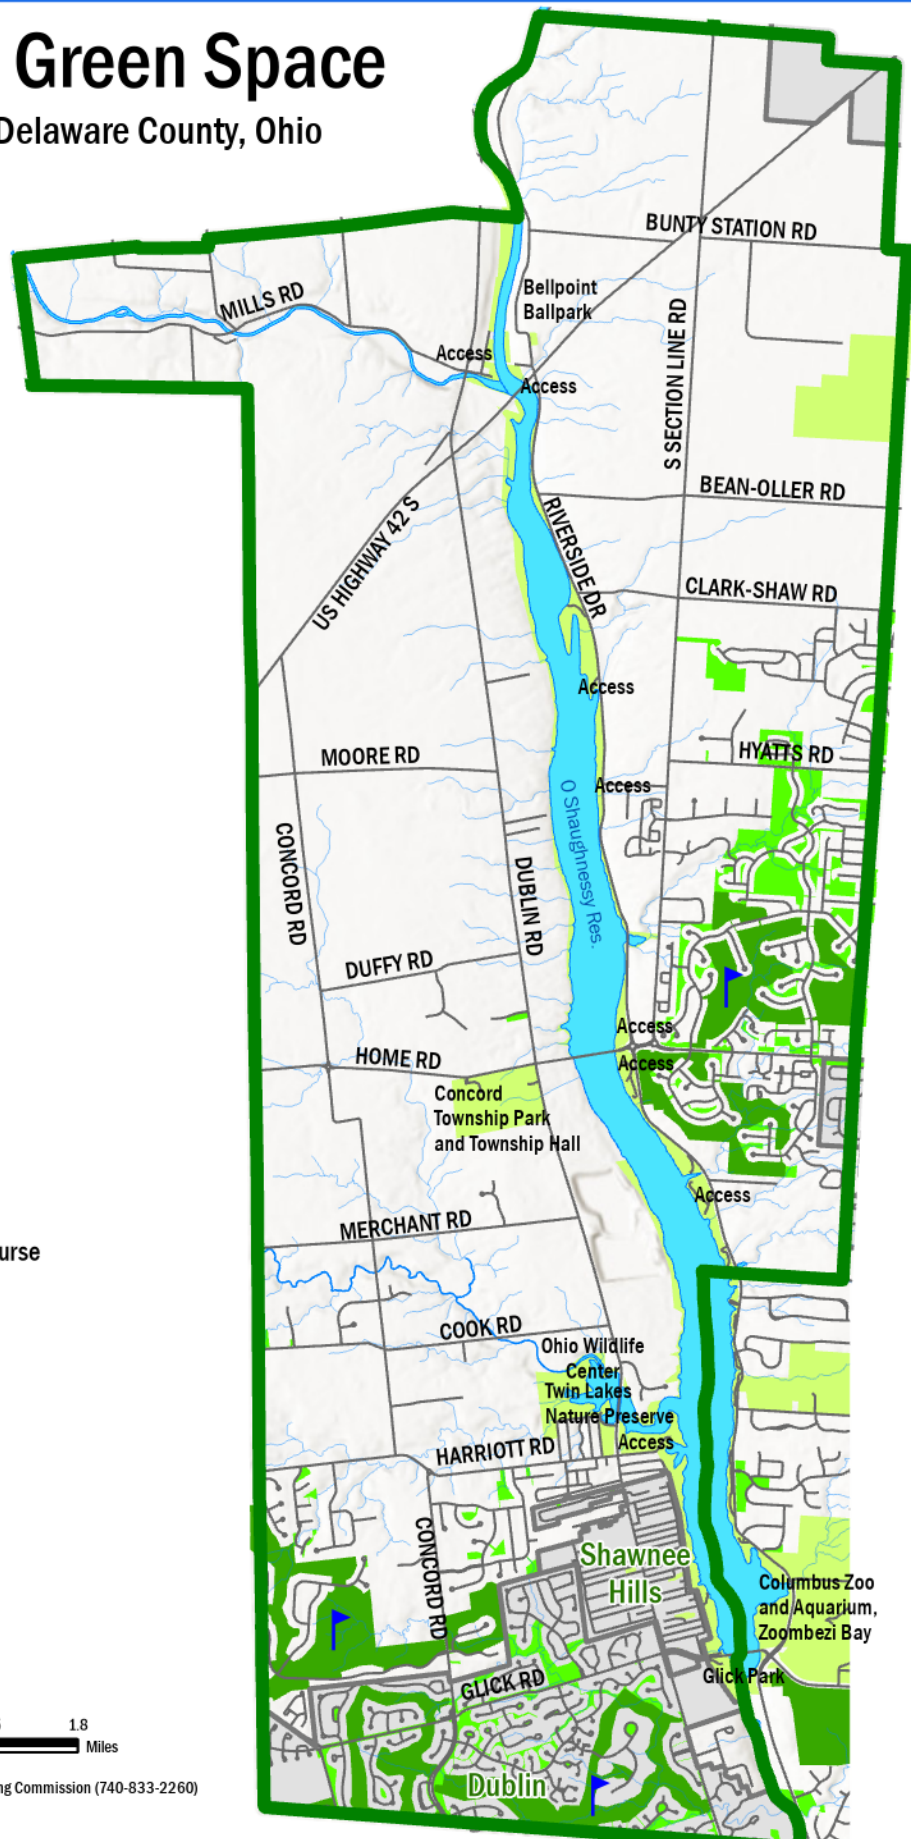 Green Space
Delaware County, Ohio
BUNTY STATION RD
MILLS RD
Bellpoint
Ballpark
S SECTION LINE RD
Access
Access
BEAN-OLLER RD
US HIGHWAY 42 S
RIVERSIDE DR
CLARK-SHAW RD
Access
MOORE RD
HYATTS RD
Access
O Shaughnessy Res.
CONCORD RD
DUBLIN RD
DUFFY RD
Access
HOME RD
Access
Concord
Township Park
and Township Hall
Access
MERCHANT RD
urse
COOK RD
Ohio Wildlife
Center
Twin Lakes
Nature Preserve
HARRIOTT RD
Access
CONCORD RD
Shawnee
Hills
Columbus Zoo
and Aquarium,
Zoombezi Bay
GLICK RD
Glick Park
1.8
Miles
Dublin
ng Commission (740-833-2260)